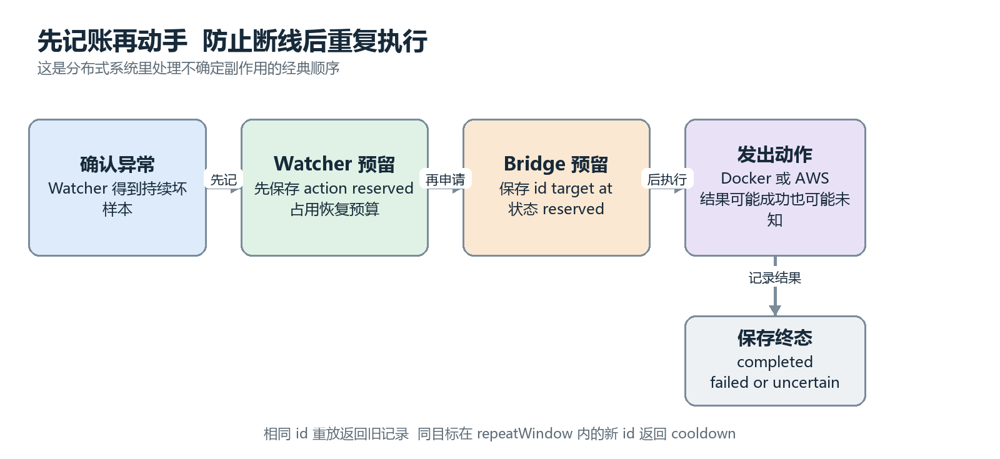 先记账再动手 防止断线后重复执行
这是分布式系统里处理不确定副作用的经典顺序
确认异常
Watcher 得到持续坏
样本
先记
Watcher 预留
先保存 action reserved
占用恢复预算
再申请
Bridge 预留
保存 id target at
状态 reserved
后执行
发出动作
Docker 或 AWS
结果可能成功也可能未
知
记录结果
保存终态
completed
failed or uncertain
相同 id 重放返回旧记录 同目标在 repeatWindow 内的新 id 返回 cooldown